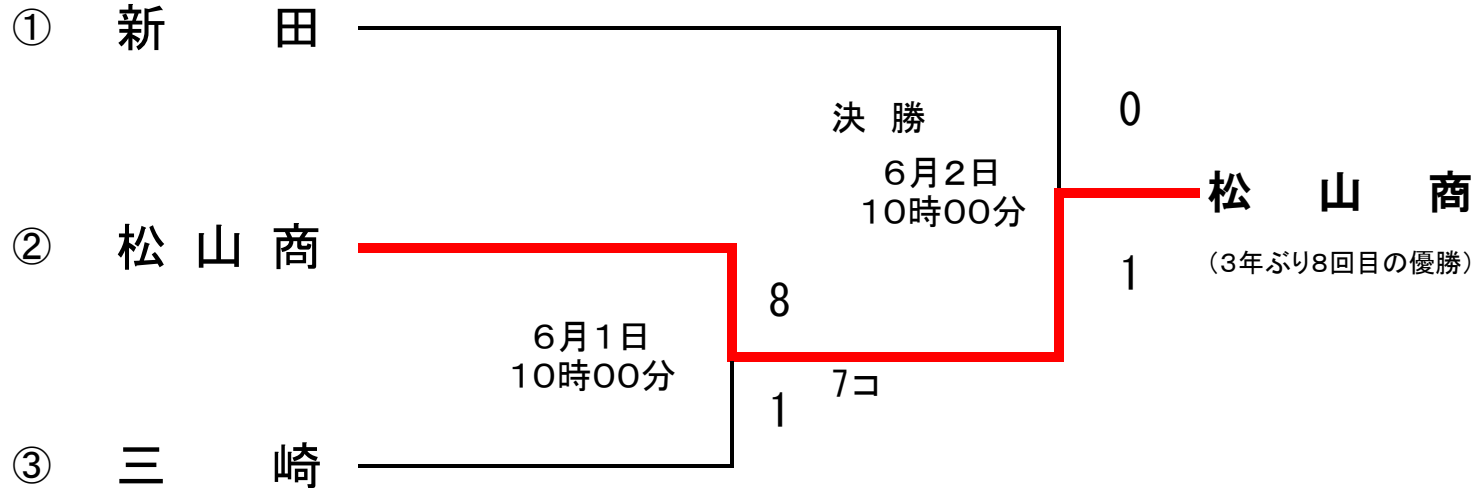 ① 新 田
決 勝
0
6月2日
10時00分
松 山 商
② 松 山 商
(3年ぶり8回目の優勝)
1
8
6月1日
10時00分
7コ
1
③ 三 崎